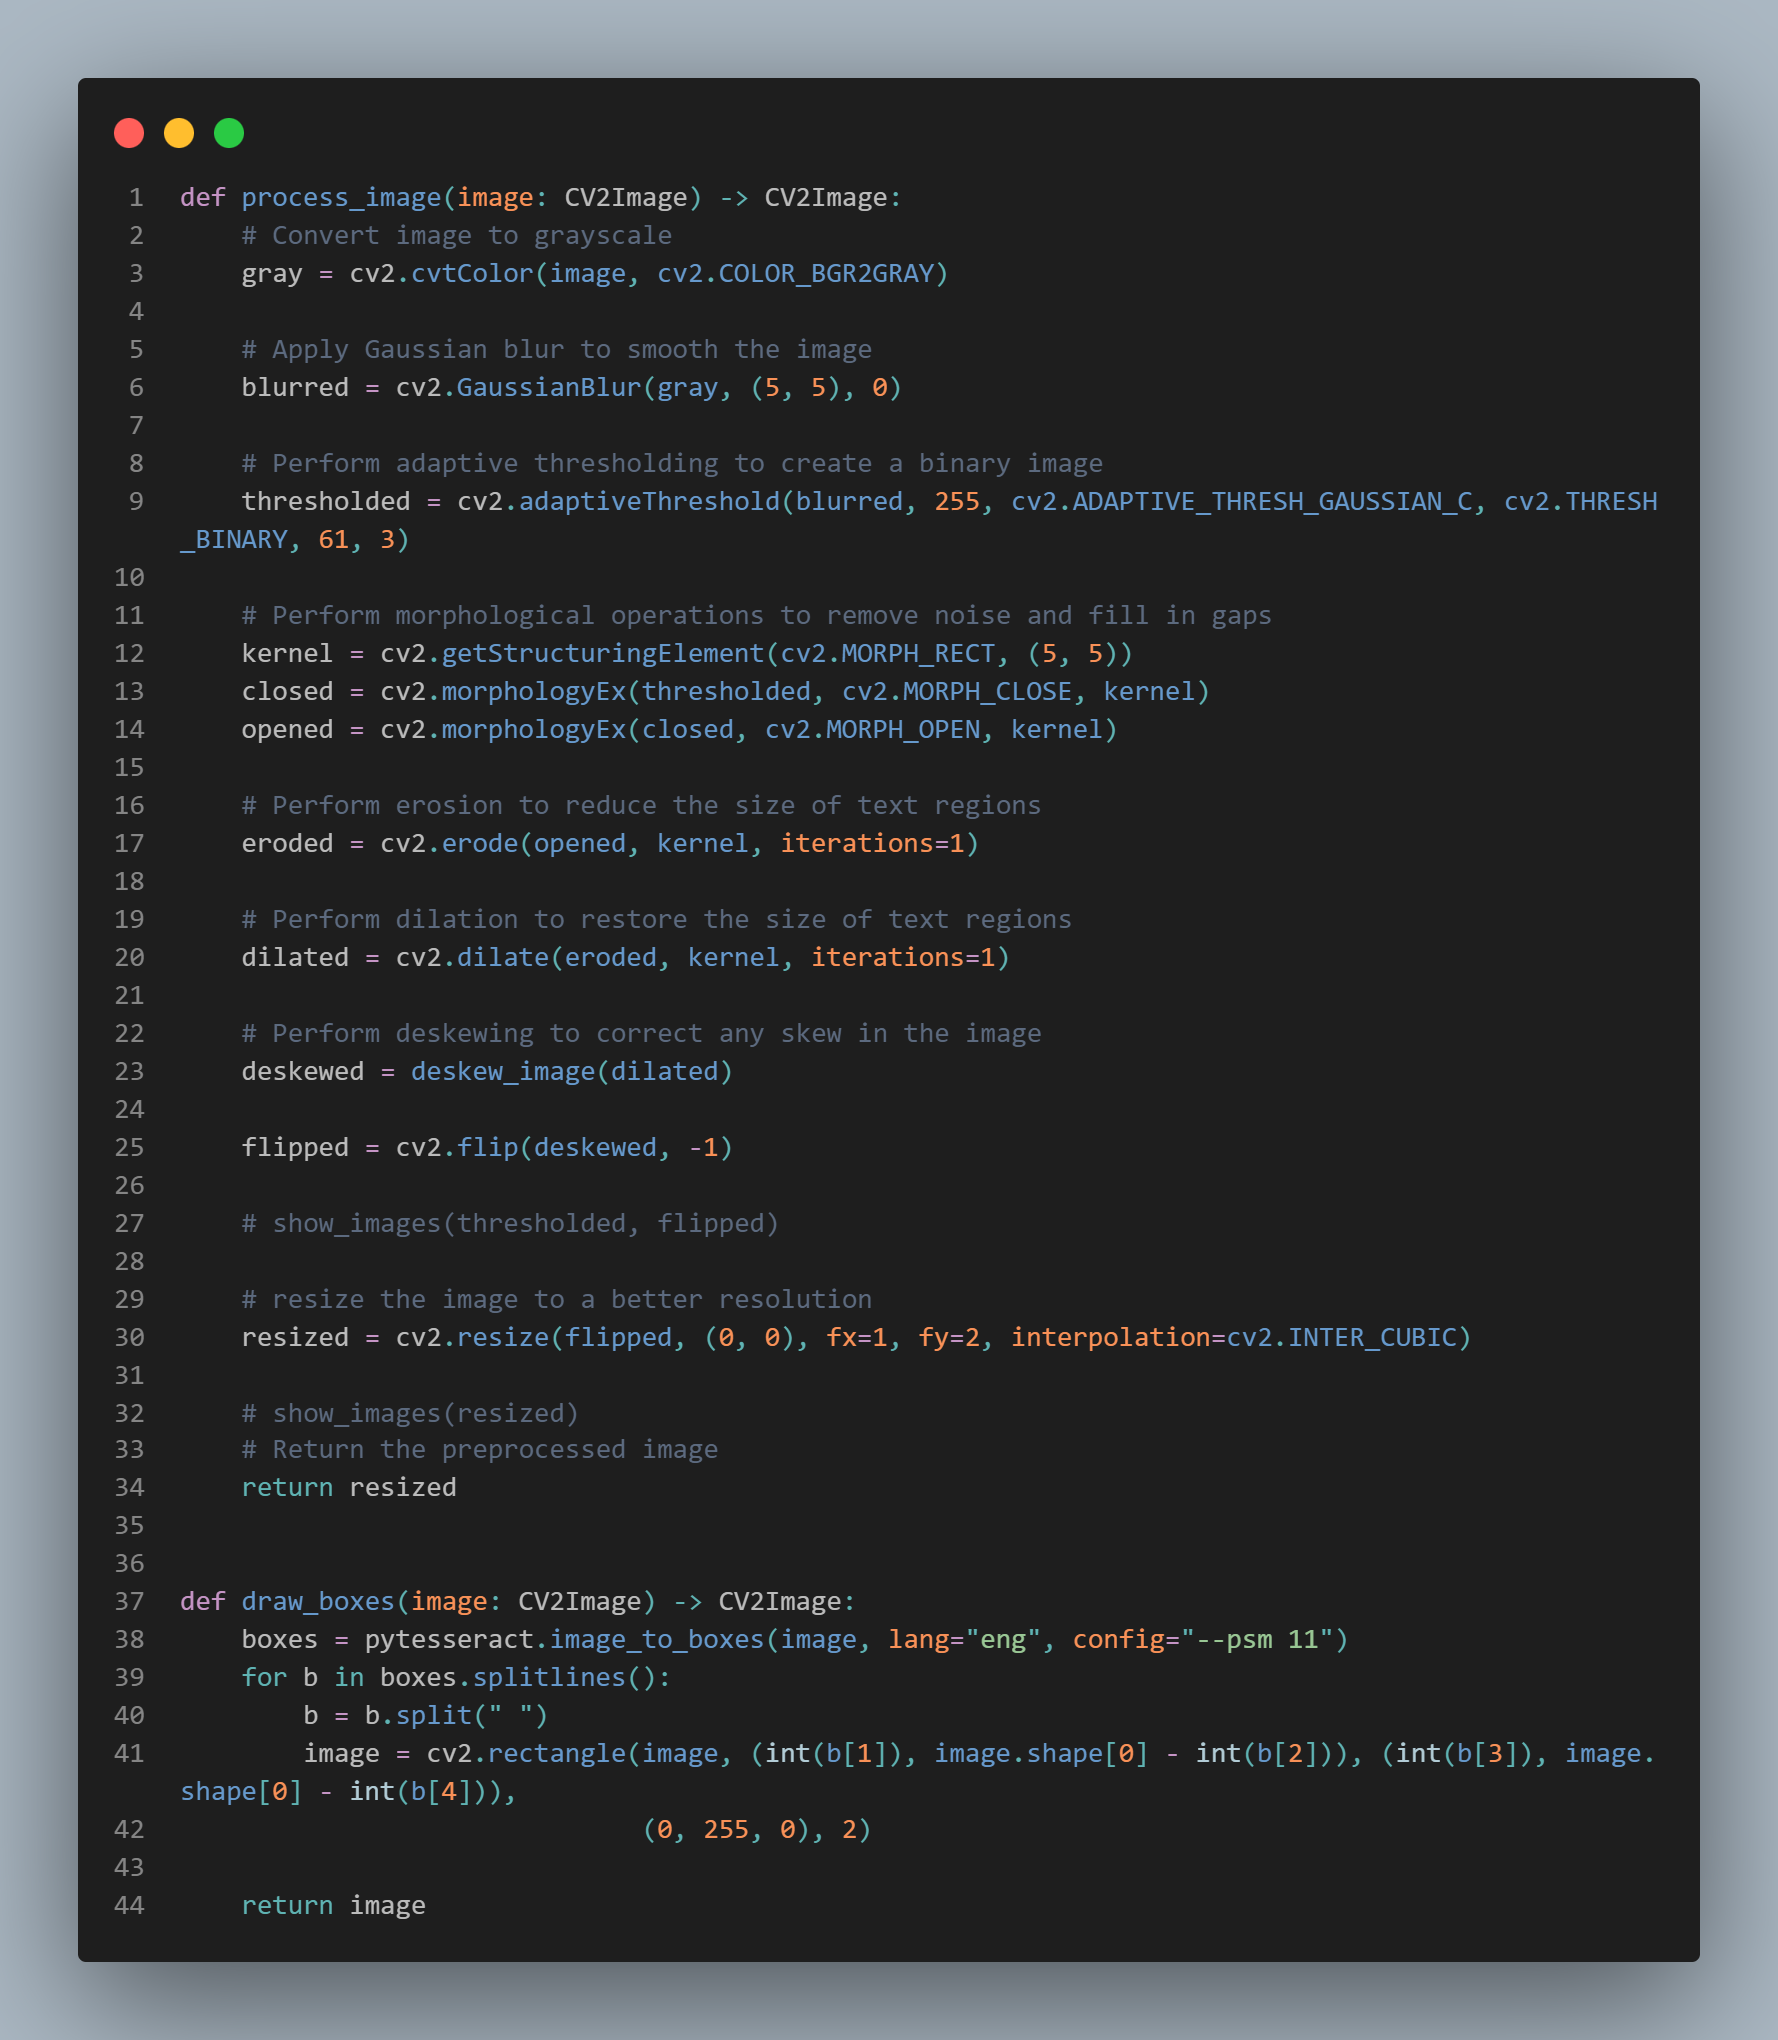 1 def process_image(image: CV2Image) -> CV2Image:
2     # Convert image to grayscale
3     gray = cv2.cvtColor(image, cv2.COLOR_BGR2GRAY)
4
5     # Apply Gaussian blur to smooth the image
6     blurred = cv2.GaussianBlur(gray, (5, 5), 0)
7
8     # Perform adaptive thresholding to create a binary image
9     thresholded = cv2.adaptiveThreshold(blurred, 255, cv2.ADAPTIVE_THRESH_GAUSSIAN_C, cv2.THRESH
_BINARY, 61, 3)
10
11     # Perform morphological operations to remove noise and fill in gaps
12     kernel = cv2.getStructuringElement(cv2.MORPH_RECT, (5, 5))
13     closed = cv2.morphologyEx(thresholded, cv2.MORPH_CLOSE, kernel)
14     opened = cv2.morphologyEx(closed, cv2.MORPH_OPEN, kernel)
15
16     # Perform erosion to reduce the size of text regions
17     eroded = cv2.erode(opened, kernel, iterations=1)
18
19     # Perform dilation to restore the size of text regions
20     dilated = cv2.dilate(eroded, kernel, iterations=1)
21
22     # Perform deskewing to correct any skew in the image
23     deskewed = deskew_image(dilated)
24
25     flipped = cv2.flip(deskewed, -1)
26
27     # show_images(thresholded, flipped)
28
29     # resize the image to a better resolution
30     resized = cv2.resize(flipped, (0, 0), fx=1, fy=2, interpolation=cv2.INTER_CUBIC)
31
32     # show_images(resized)
33     # Return the preprocessed image
34     return resized
35
36
37 def draw_boxes(image: CV2Image) -> CV2Image:
38     boxes = pytesseract.image_to_boxes(image, lang="eng", config="--psm 11")
39     for b in boxes.splitlines():
40         b = b.split(" ")
41         image = cv2.rectangle(image, (int(b[1]), image.shape[0] - int(b[2])), (int(b[3]), image.
shape[0] - int(b[4])),
42                               (0, 255, 0), 2)
43
44     return image